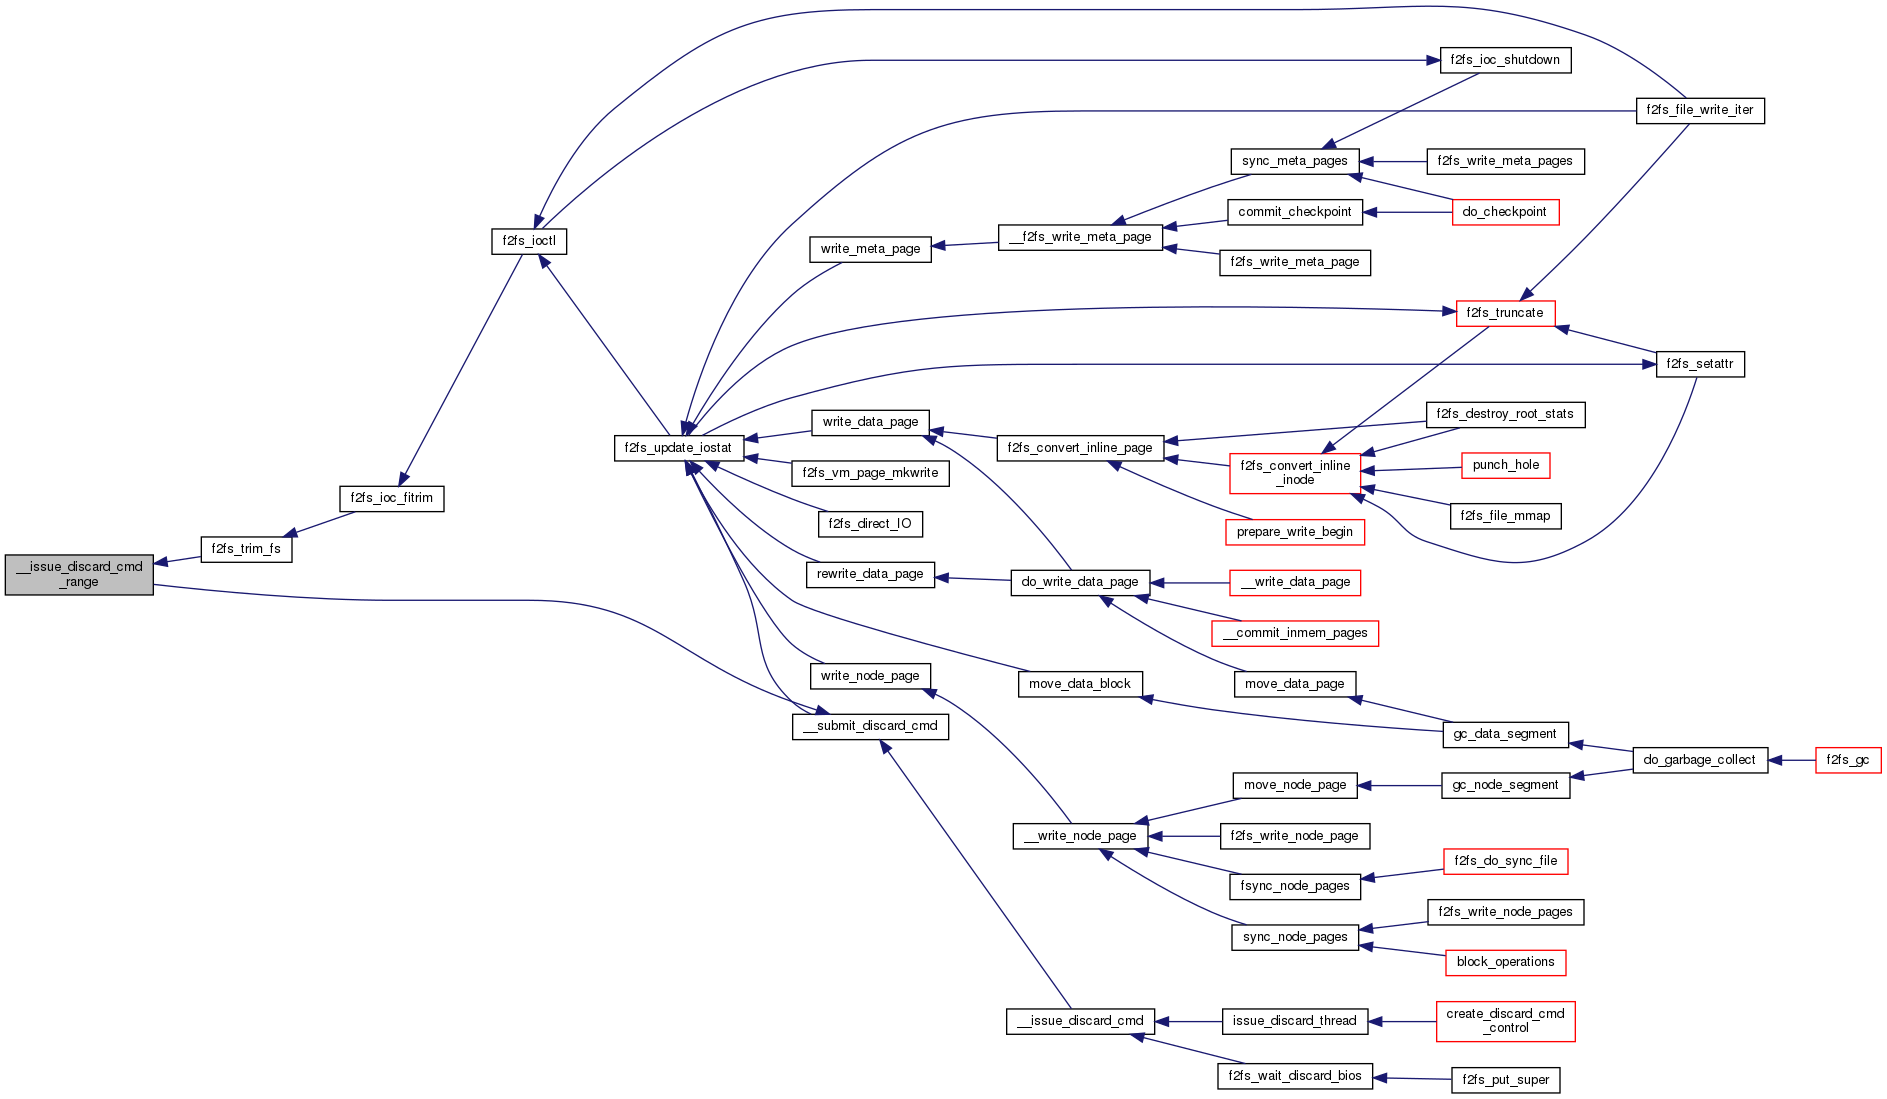 f2fs_ioc_shutdown
f2fs_file_write_iter
sync_meta_pages
f2fs_write_meta_pages
commit_checkpoint
do_checkpoint
f2fs_ioctl
write_meta_page
__f2fs_write_meta_page
f2fs_write_meta_page
f2fs_truncate
f2fs_setattr
write_data_page
f2fs_destroy_root_stats
f2fs_update_iostat
f2fs_convert_inline_page
f2fs_convert_inline
_inode
punch_hole
f2fs_vm_page_mkwrite
f2fs_ioc_fitrim
f2fs_file_mmap
f2fs_direct_IO
prepare_write_begin
f2fs_trim_fs
__issue_discard_cmd
_range
rewrite_data_page
do_write_data_page
__write_data_page
__commit_inmem_pages
write_node_page
move_data_block
move_data_page
__submit_discard_cmd
gc_data_segment
do_garbage_collect
f2fs_gc
move_node_page
gc_node_segment
__write_node_page
f2fs_write_node_page
f2fs_do_sync_file
fsync_node_pages
f2fs_write_node_pages
sync_node_pages
block_operations
__issue_discard_cmd
issue_discard_thread
create_discard_cmd
_control
f2fs_wait_discard_bios
f2fs_put_super